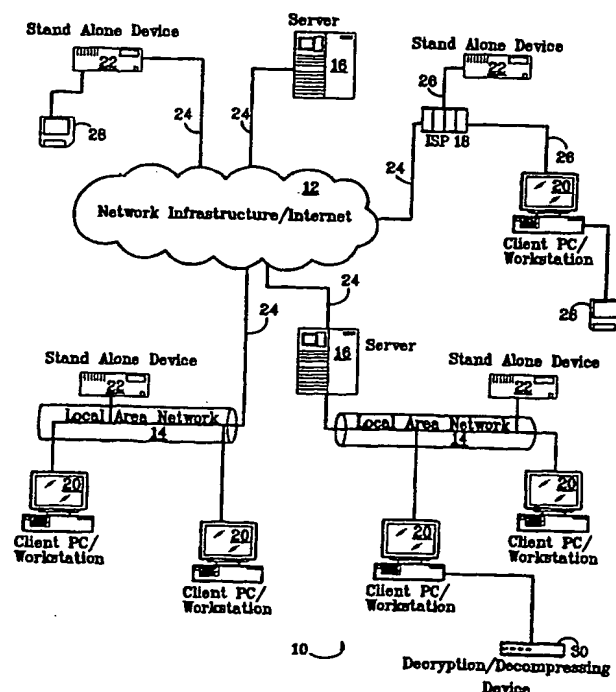 Server
Stand Alone Device
22
16
Stand Alone Device
22
26
28
24
24
ISP 18
24
26
12
Network Infrastructure/Internet
20
Client PC/
Workstation
24
28
24
16
Server
Stand Alone Device
22
Stand Alone Device
22
Local Area Network
14
Local Area Network
14
20
Client PC/
Workstation
20
Client PC/
Workstation
20
Client PC/
Workstation
20
Client PC/
Workstation
10
30
Decryption/Decompressing
Device